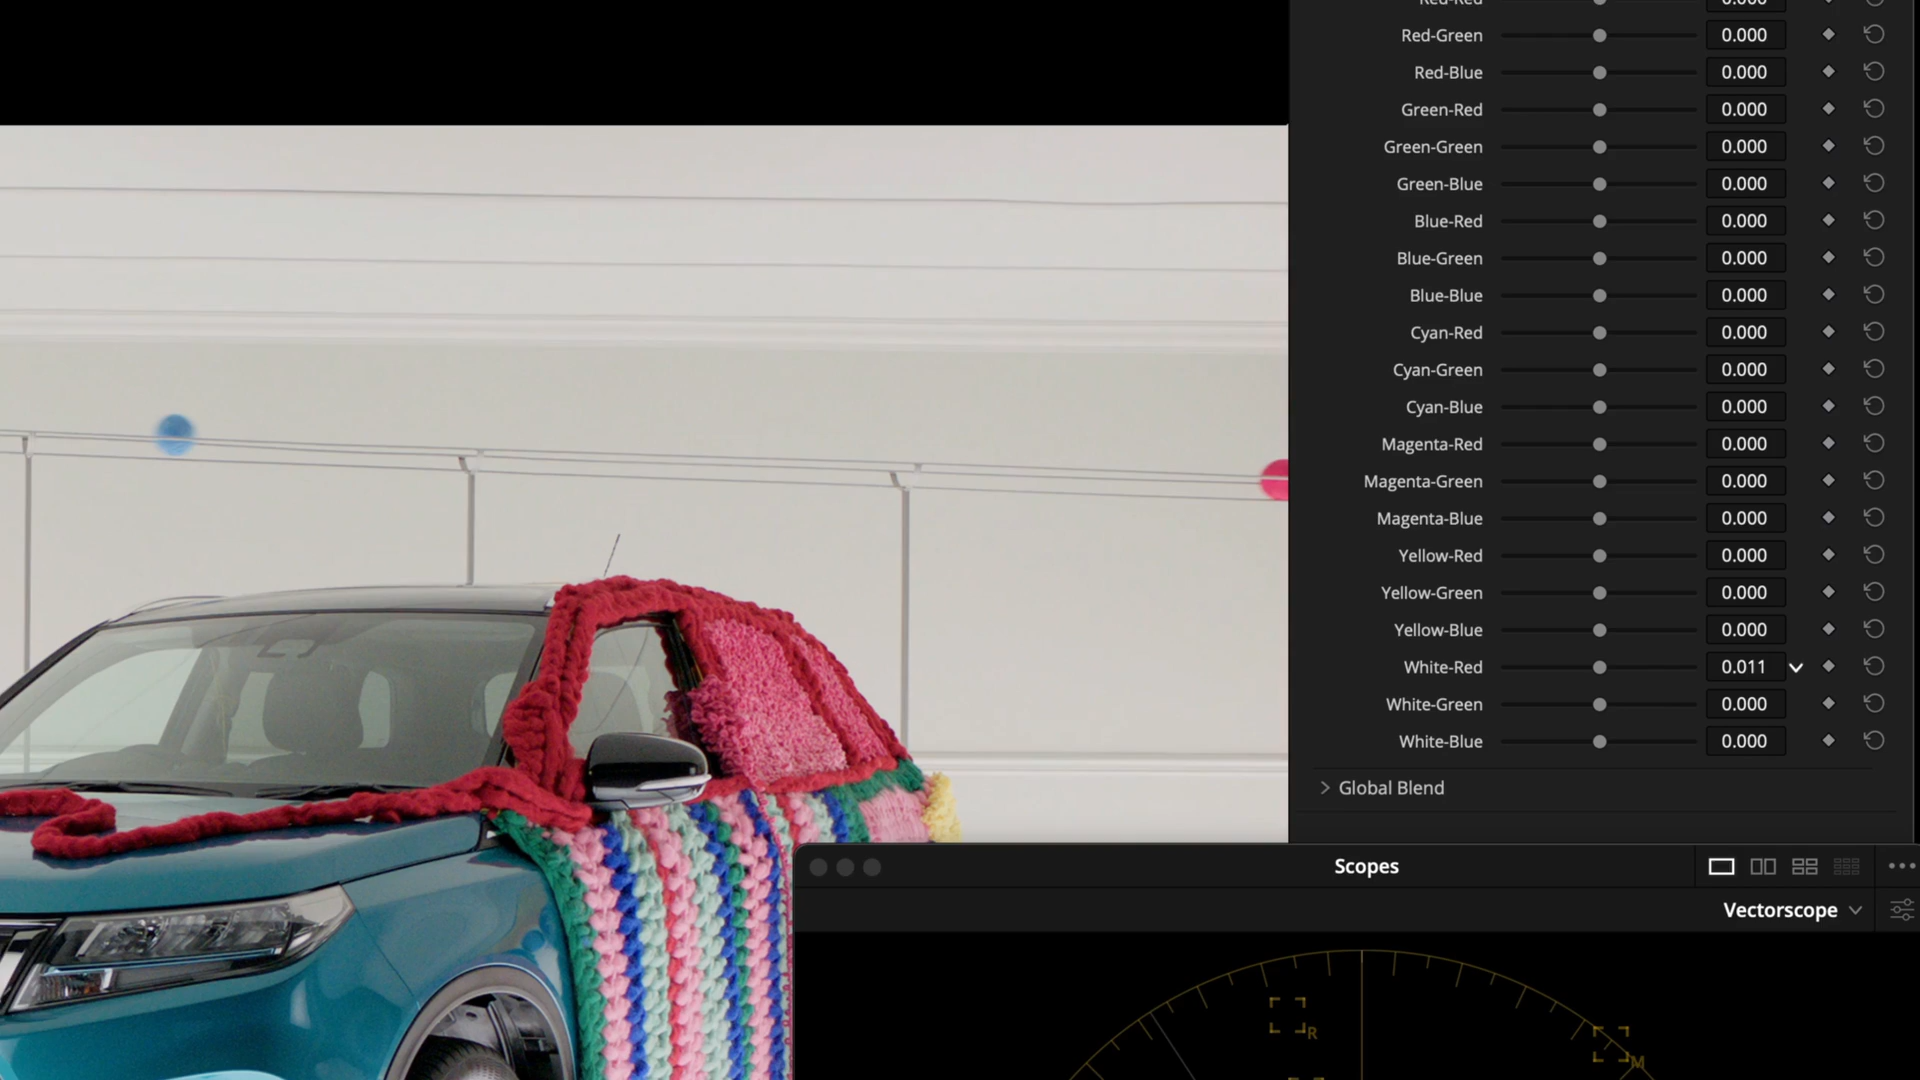 Red-Red 0.000
Red-Green 0.000
Red-Blue 0.000
Green-Red 0.000
Green-Green 0.000
Green-Blue 0.000
Blue-Red 0.000
Blue-Green 0.000
Blue-Blue 0.000
Cyan-Red 0.000
Cyan-Green 0.000
Cyan-Blue 0.000
Magenta-Red 0.000
Magenta-Green 0.000
Magenta-Blue 0.000
Yellow-Red 0.000
Yellow-Green 0.000
Yellow-Blue 0.000
White-Red 0.011
White-Green 0.000
White-Blue 0.000
Global Blend
Scopes
Vectorscope
R
M